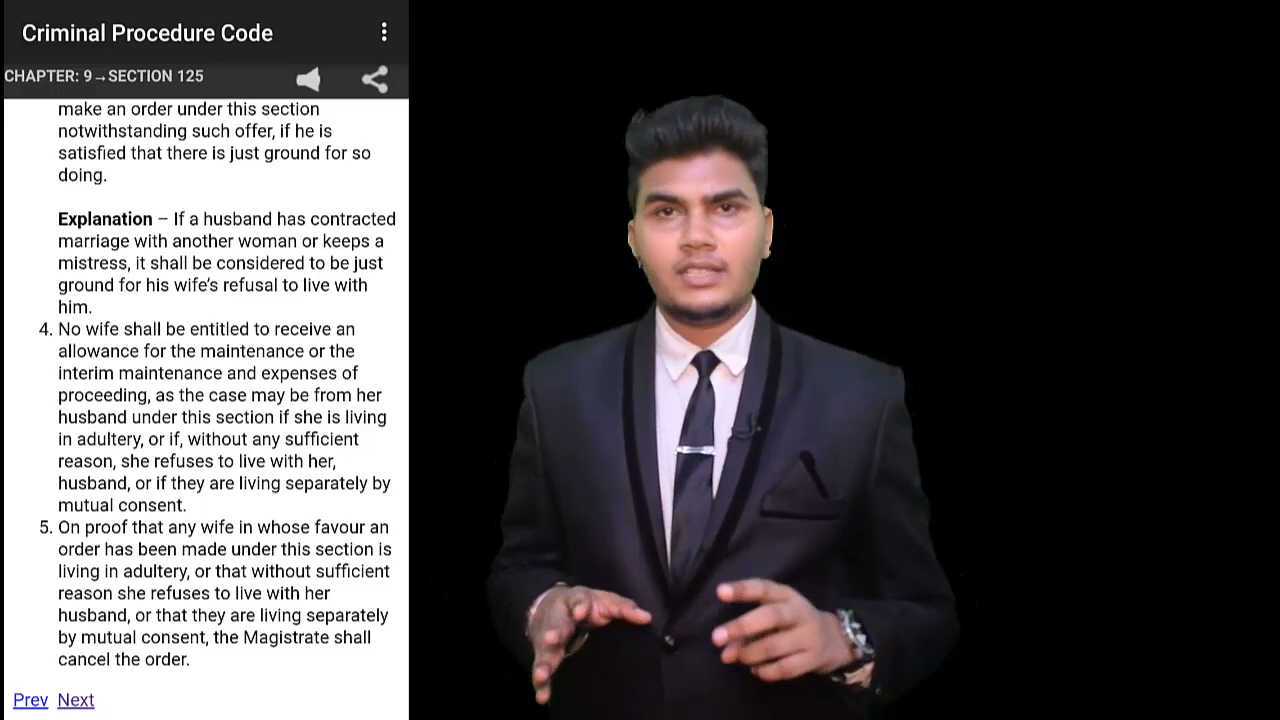 Criminal Procedure Code
CHAPTER: 9→SECTION 125
make an order under this section
notwithstanding such offer, if he is
satisfied that there is just ground for so
doing.
Explanation – If a husband has contracted
marriage with another woman or keeps a
mistress, it shall be considered to be just
ground for his wife’s refusal to live with
him.
4. No wife shall be entitled to receive an
allowance for the maintenance or the
interim maintenance and expenses of
proceeding, as the case may be from her
husband under this section if she is living
in adultery, or if, without any sufficient
reason, she refuses to live with her,
husband, or if they are living separately by
mutual consent.
5. On proof that any wife in whose favour an
order has been made under this section is
living in adultery, or that without sufficient
reason she refuses to live with her
husband, or that they are living separately
by mutual consent, the Magistrate shall
cancel the order.
Prev Next